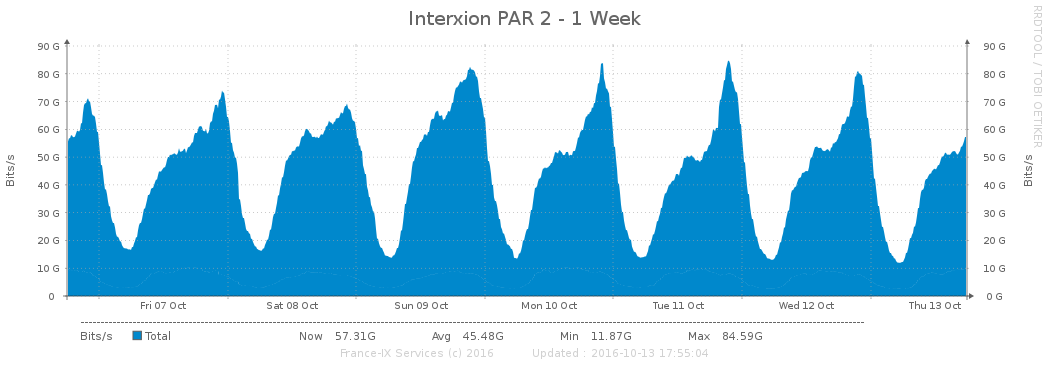 Interxion PAR 2 - 1 Week
RRDTOOL / TOBI OETIKER
Bits/s
90 G 90 G
80 G 80 G
70 G 70 G
60 G 60 G
50 G 50 G
40 G 40 G
30 G 30 G
20 G 20 G
10 G 10 G
0 0 G
Bits/s
Fri 07 Oct Sat 08 Oct Sun 09 Oct Mon 10 Oct Tue 11 Oct Wed 12 Oct Thu 13 Oct
Bits/s Total Now 57.31G Avg 45.48G Min 11.87G Max 84.59G
France-IX Services (c) 2016 Updated : 2016-10-13 17:55:04